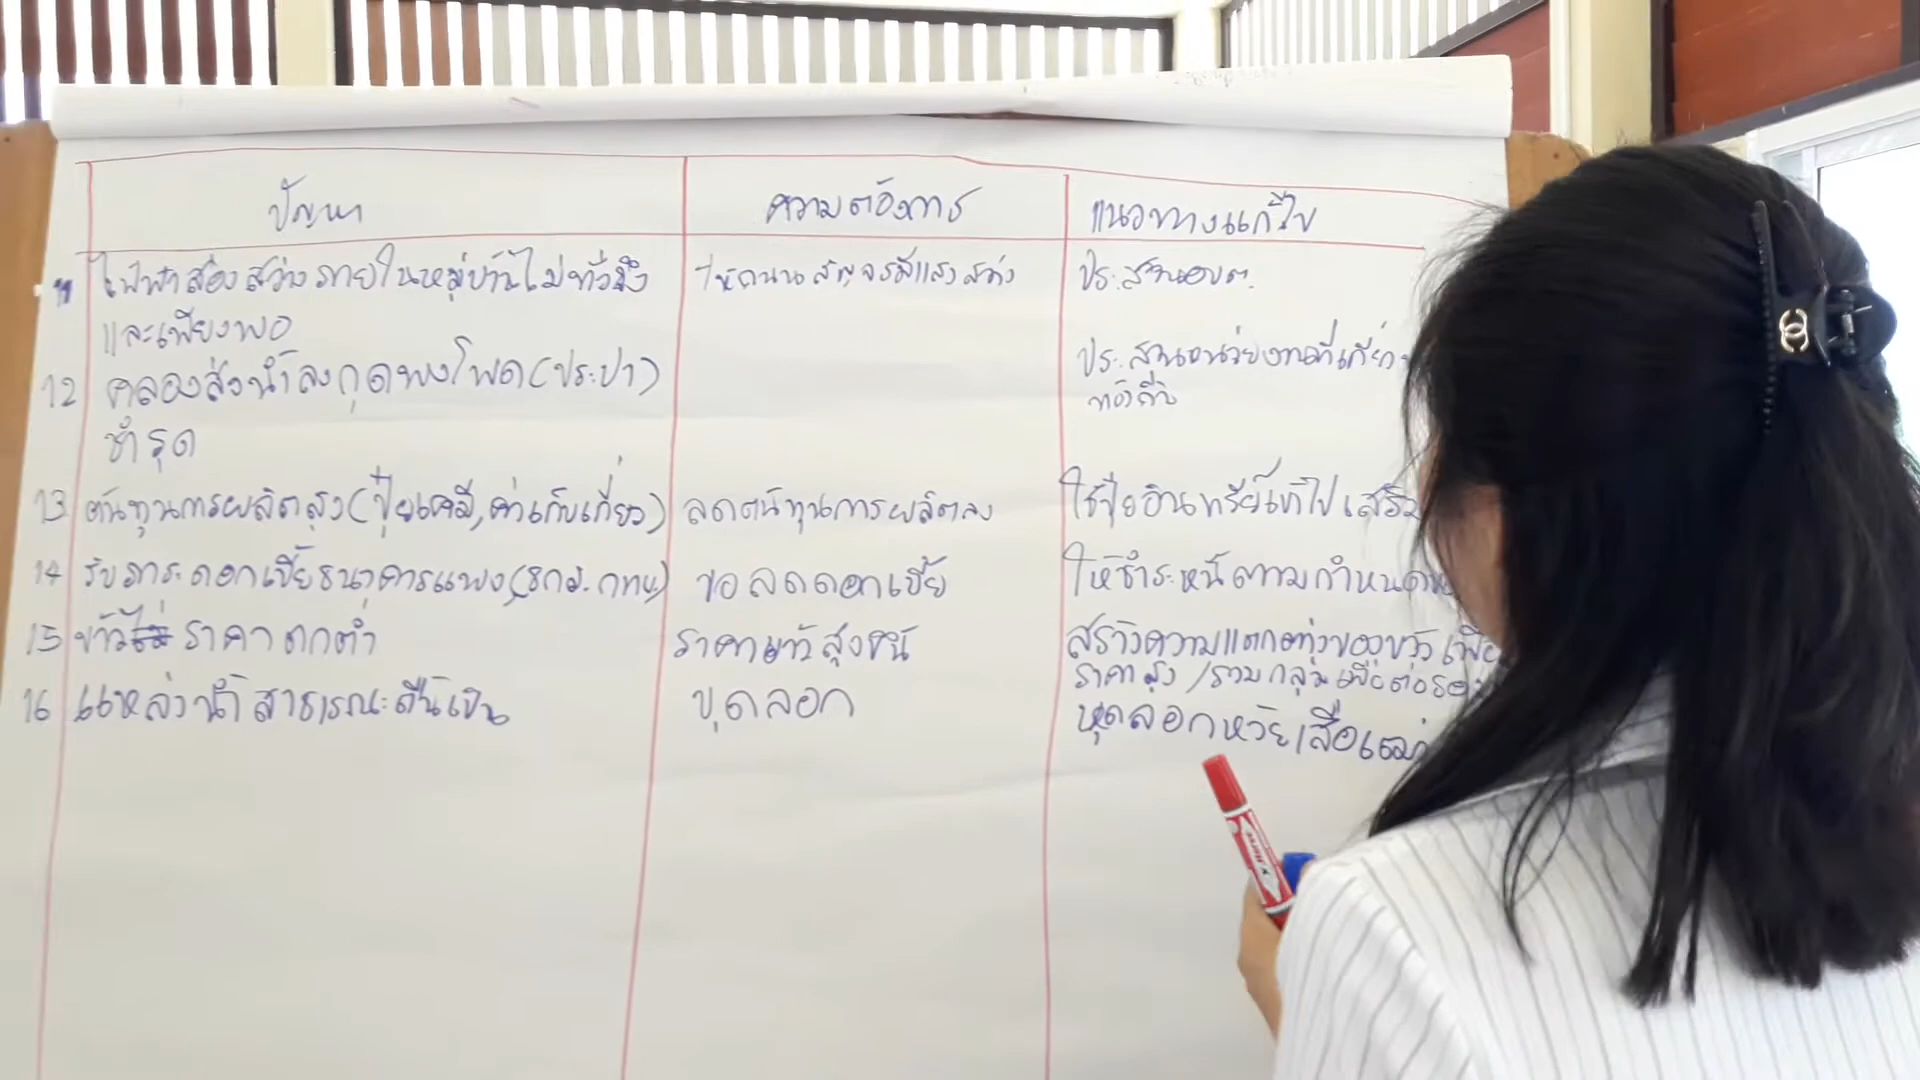 ปัญหา ความต้องการ แนวทางแก้ไข
11 ไฟฟ้าส่องสว่างภายในหมู่บ้านไม่ทั่วถึง ให้ถนนสัญจรมีแสงสว่าง ประสานอบต.
และเพียงพอ
12 คลองส่งน้ำลงกุดพงโพด (ประปา) ประสานหน่วยงานที่เกี่ยว
ชำรุด ท้องถิ่น
13 ต้นทุนการผลิตสูง (ปุ๋ยเคมี, ค่าเก็บเกี่ยว) ลดต้นทุนการผลิตลง ใช้ปุ๋ยอินทรีย์เข้าไปเสริม
14 รับภาระดอกเบี้ยธนาคารแพง (ธกส. กทบ) ขอลดดอกเบี้ย ให้ชำระหนี้ตามกำหนด
15 ข้าว ราคาตกต่ำ ราคาข้าวสูงขึ้น สร้างความแตกต่างของข้าว เพื่อ
ราคาสูง / รวมกลุ่มเพื่อต่อรอง
16 แหล่งน้ำสาธารณะตื้นเขิน ขุดลอก ขุดลอกห้วยเสือเฒ่า